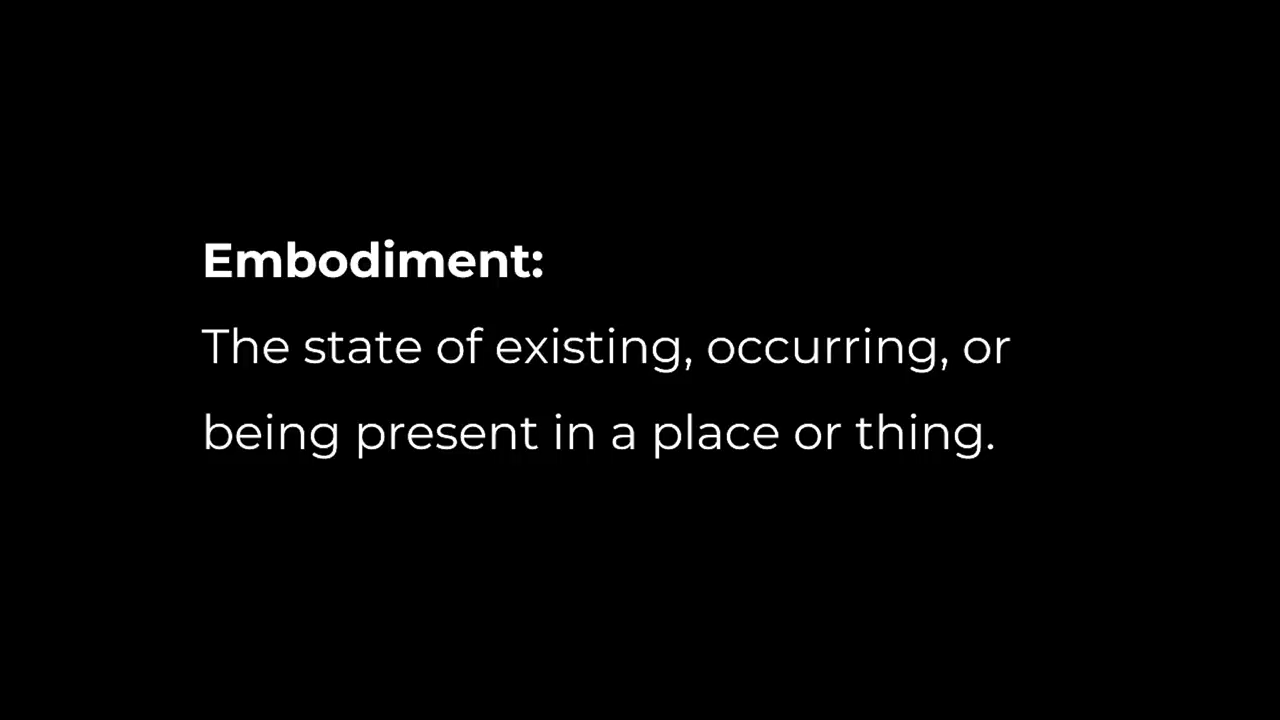 Embodiment:
The state of existing, occurring, or
being present in a place or thing.